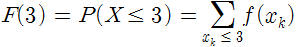 F(3) = P(X ≤ 3) = ∑ f(x_k)
x_k ≤ 3